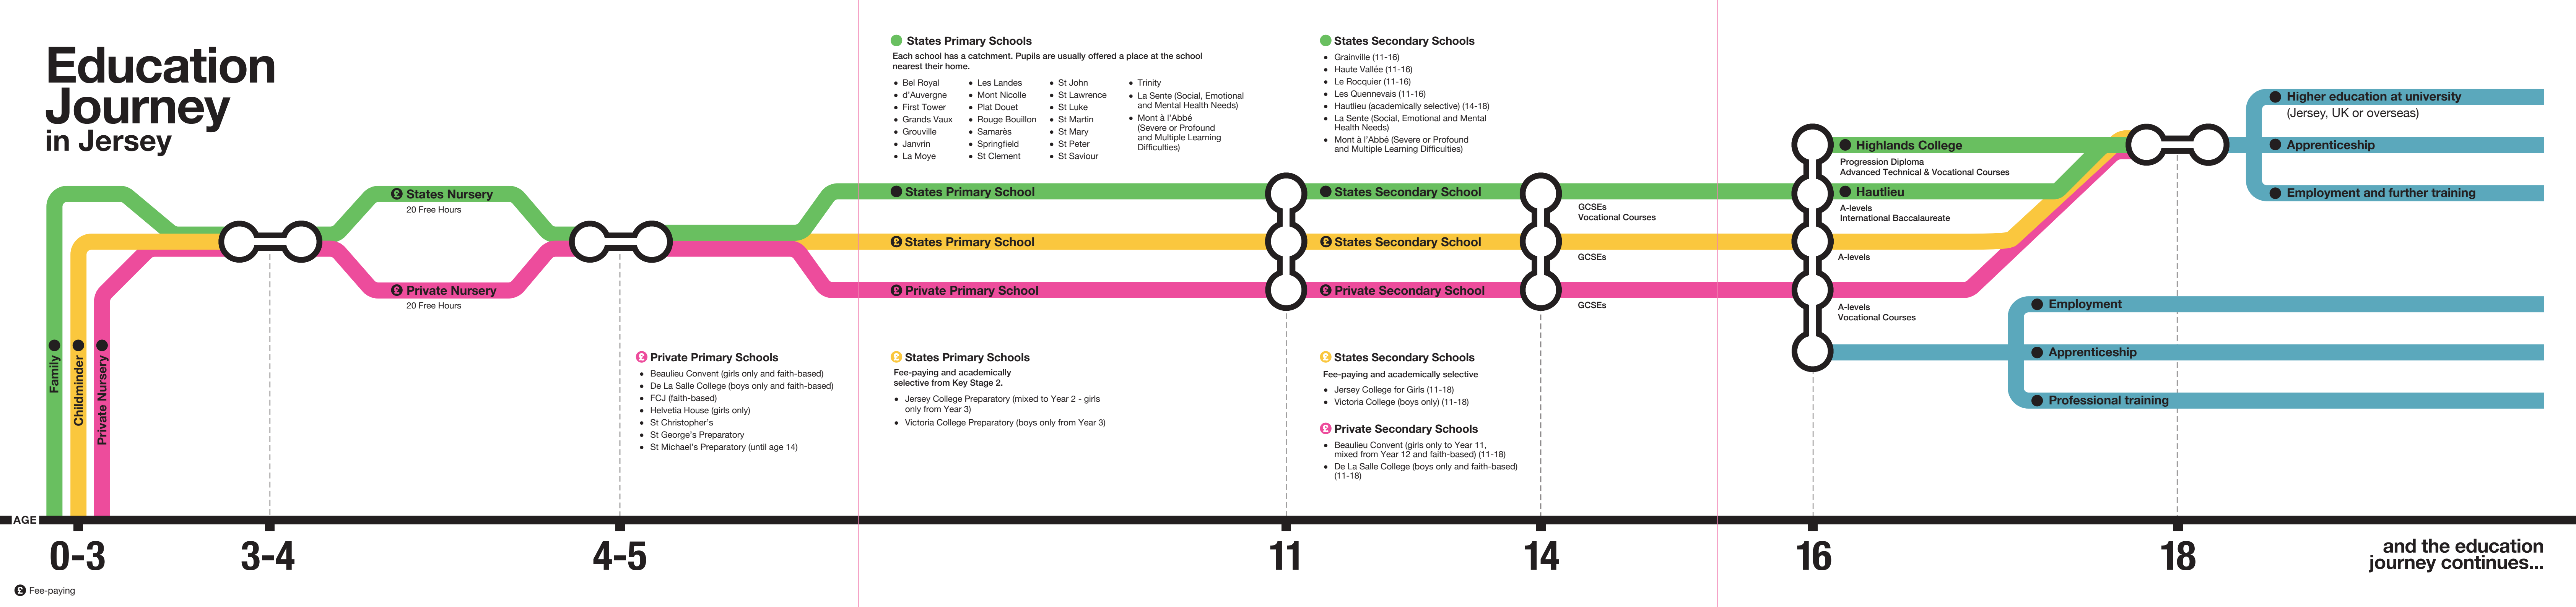 Education
Journey
in Jersey
Family
Childminder
Private Nursery
£ States Nursery
20 Free Hours
£ Private Nursery
20 Free Hours
£ Private Primary Schools
• Beaulieu Convent (girls only and faith-based)
• De La Salle College (boys only and faith-based)
• FCJ (faith-based)
• Helvetia House (girls only)
• St Christopher's
• St George's Preparatory
• St Michael's Preparatory (until age 14)
States Primary Schools
Each school has a catchment. Pupils are usually offered a place at the school
nearest their home.
• Bel Royal
• d'Auvergne
• First Tower
• Grands Vaux
• Grouville
• Janvrin
• La Moye
• Les Landes
• Mont Nicolle
• Plat Douet
• Rouge Bouillon
• Samarès
• Springfield
• St Clement
• St John
• St Lawrence
• St Luke
• St Martin
• St Mary
• St Peter
• St Saviour
• Trinity
• La Sente (Social, Emotional
and Mental Health Needs)
• Mont à l'Abbé
(Severe or Profound
and Multiple Learning
Difficulties)
States Primary School
£ States Primary School
£ Private Primary School
£ States Primary Schools
Fee-paying and academically
selective from Key Stage 2.
• Jersey College Preparatory (mixed to Year 2 - girls
only from Year 3)
• Victoria College Preparatory (boys only from Year 3)
States Secondary Schools
• Grainville (11-16)
• Haute Vallée (11-16)
• Le Rocquier (11-16)
• Les Quennevais (11-16)
• Hautlieu (academically selective) (14-18)
• La Sente (Social, Emotional and Mental
Health Needs)
• Mont à l'Abbé (Severe or Profound
and Multiple Learning Difficulties)
States Secondary School
£ States Secondary School
£ Private Secondary School
£ States Secondary Schools
Fee-paying and academically selective
• Jersey College for Girls (11-18)
• Victoria College (boys only) (11-18)
£ Private Secondary Schools
• Beaulieu Convent (girls only to Year 11,
mixed from Year 12 and faith-based) (11-18)
• De La Salle College (boys only and faith-based)
(11-18)
GCSEs
Vocational Courses
GCSEs
GCSEs
Highlands College
Progression Diploma
Advanced Technical & Vocational Courses
Hautlieu
A-levels
International Baccalaureate
A-levels
A-levels
Vocational Courses
Employment
Apprenticeship
Professional training
Higher education at university
(Jersey, UK or overseas)
Apprenticeship
Employment and further training
AGE
0-3
3-4
4-5
11
14
16
18
and the education
journey continues...
£ Fee-paying